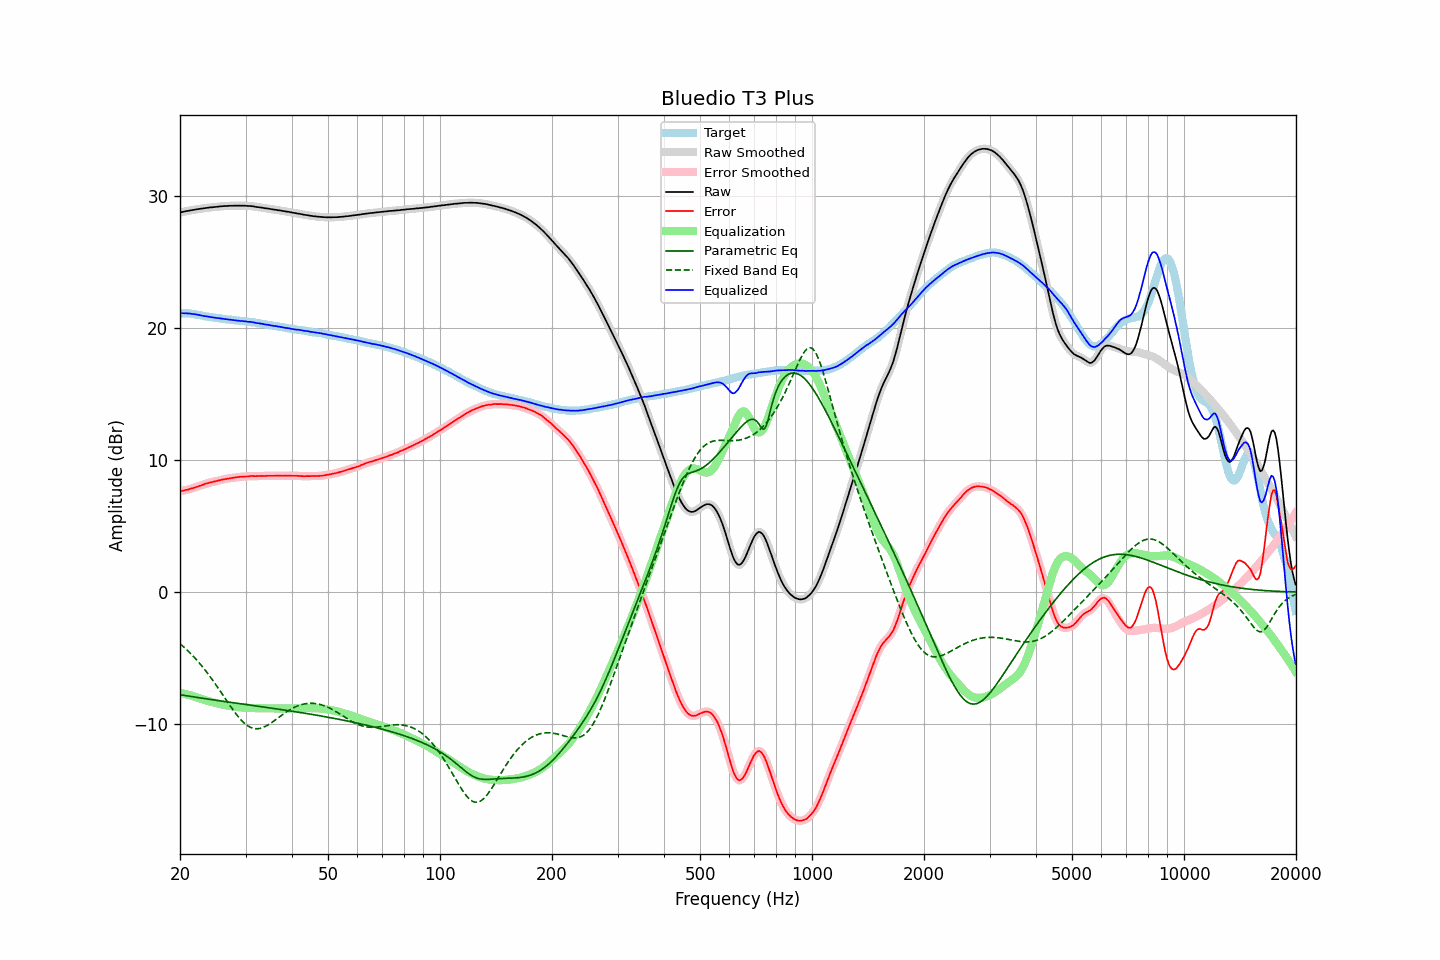 Bluedio T3 Plus
Target
Raw Smoothed
Error Smoothed
Raw
Error
Equalization
Parametric Eq
Fixed Band Eq
Equalized
30
20
10
0
−10
Amplitude (dBr)
20 50 100 200 500 1000 2000 5000 10000 20000
Frequency (Hz)